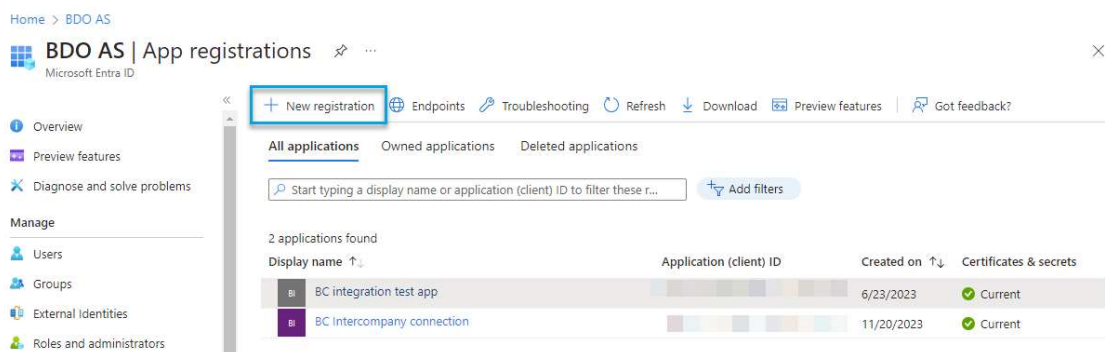 Home > BDO AS
BDO AS | App registrations
Microsoft Entra ID
New registration Endpoints Troubleshooting Refresh Download Preview features Got feedback?
Overview
Preview features
Diagnose and solve problems
Manage
Users
Groups
External Identities
Roles and administrators
All applications Owned applications Deleted applications
Start typing a display name or application (client) ID to filter these r...
Add filters
2 applications found
Display name Application (client) ID Created on Certificates & secrets
BI BC integration test app 6/23/2023 Current
BI BC Intercompany connection 11/20/2023 Current